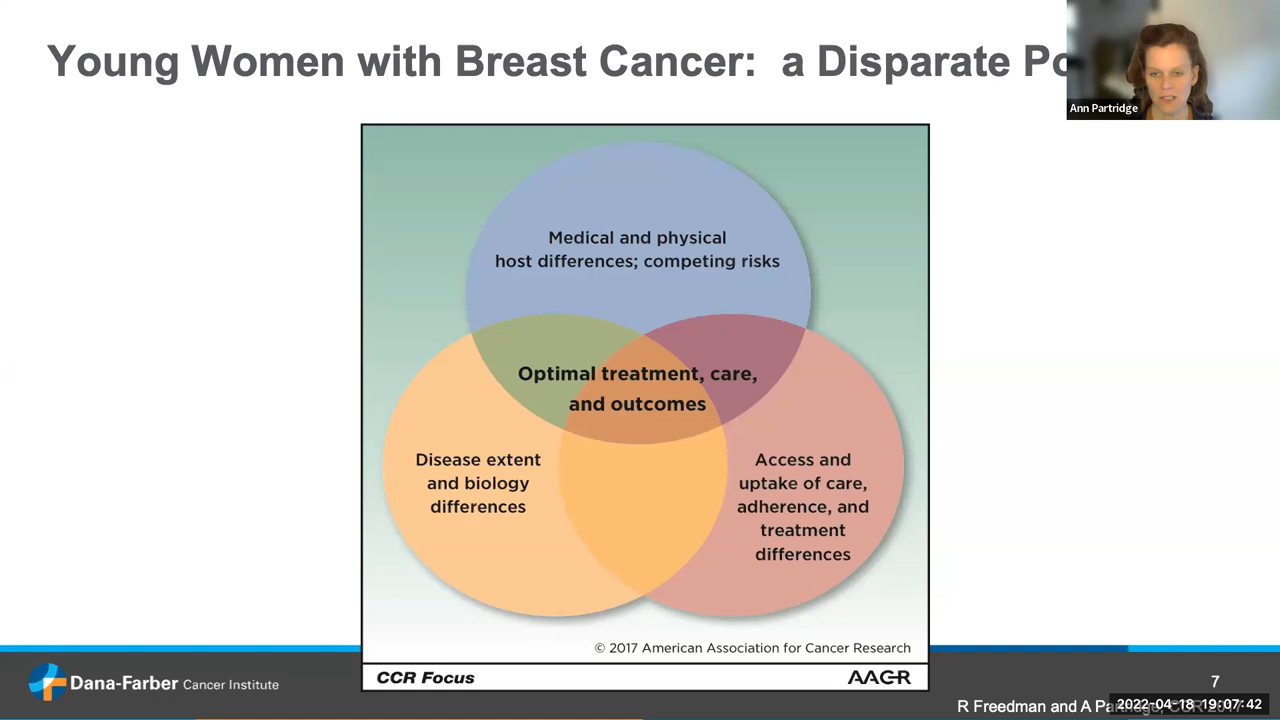 Young Women with Breast Cancer: a Disparate
Ann Partridge
Medical and physical
host differences; competing risks
Optimal treatment, care,
and outcomes
Disease extent
and biology
differences
Access and
uptake of care,
adherence, and
treatment
differences
© 2017 American Association for Cancer Research
CCR Focus
AACR
Dana-Farber Cancer Institute
7
R Freedman and A
2022-04-18 19:07:42